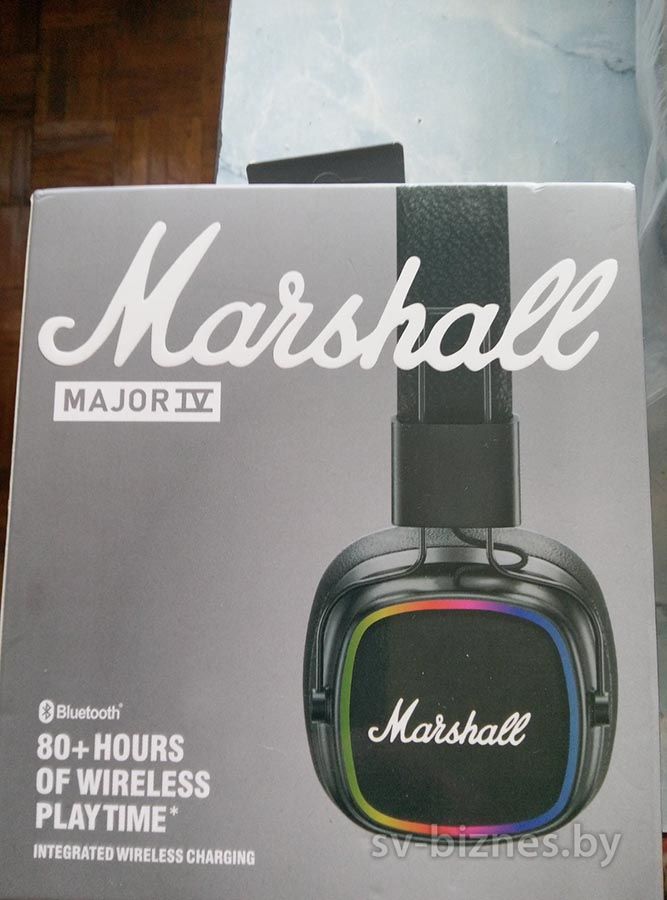 Marshall
MAJOR IV
Bluetooth®
80+ HOURS
OF WIRELESS
PLAYTIME*
INTEGRATED WIRELESS CHARGING
Marshall
sv-biznes.by